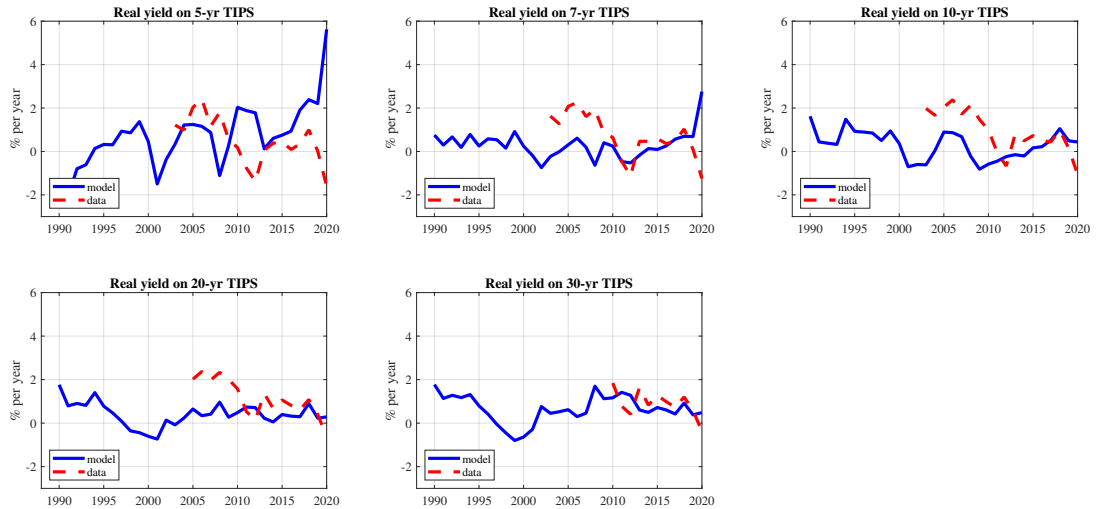 Real yield on 5-yr TIPS
% per year
6
4
2
0
-2
model
data
1990 1995 2000 2005 2010 2015 2020
Real yield on 7-yr TIPS
% per year
6
4
2
0
-2
model
data
1990 1995 2000 2005 2010 2015 2020
Real yield on 10-yr TIPS
% per year
6
4
2
0
-2
model
data
1990 1995 2000 2005 2010 2015 2020
Real yield on 20-yr TIPS
% per year
6
4
2
0
-2
model
data
1990 1995 2000 2005 2010 2015 2020
Real yield on 30-yr TIPS
% per year
6
4
2
0
-2
model
data
1990 1995 2000 2005 2010 2015 2020